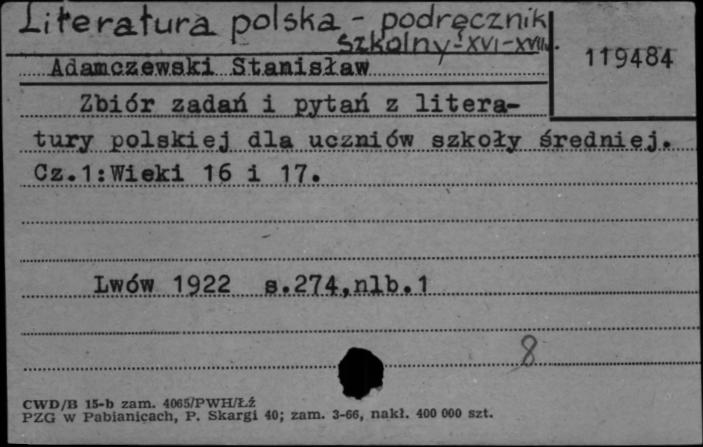 Literatura polska - podręcznik
szkolny - XVI-XVII w.
119484
Adamczewski Stanisław
Zbiór zadań i pytań z litera-
tury polskiej dla uczniów szkoły średniej.
Cz.1:Wieki 16 i 17.
Lwów 1922 s.274,nlb.1
8
CWD/B 15-b zam. 4065/PWH/Łź
PZG w Pabianicach, P. Skargi 40; zam. 3-66, nakł. 400 000 szt.